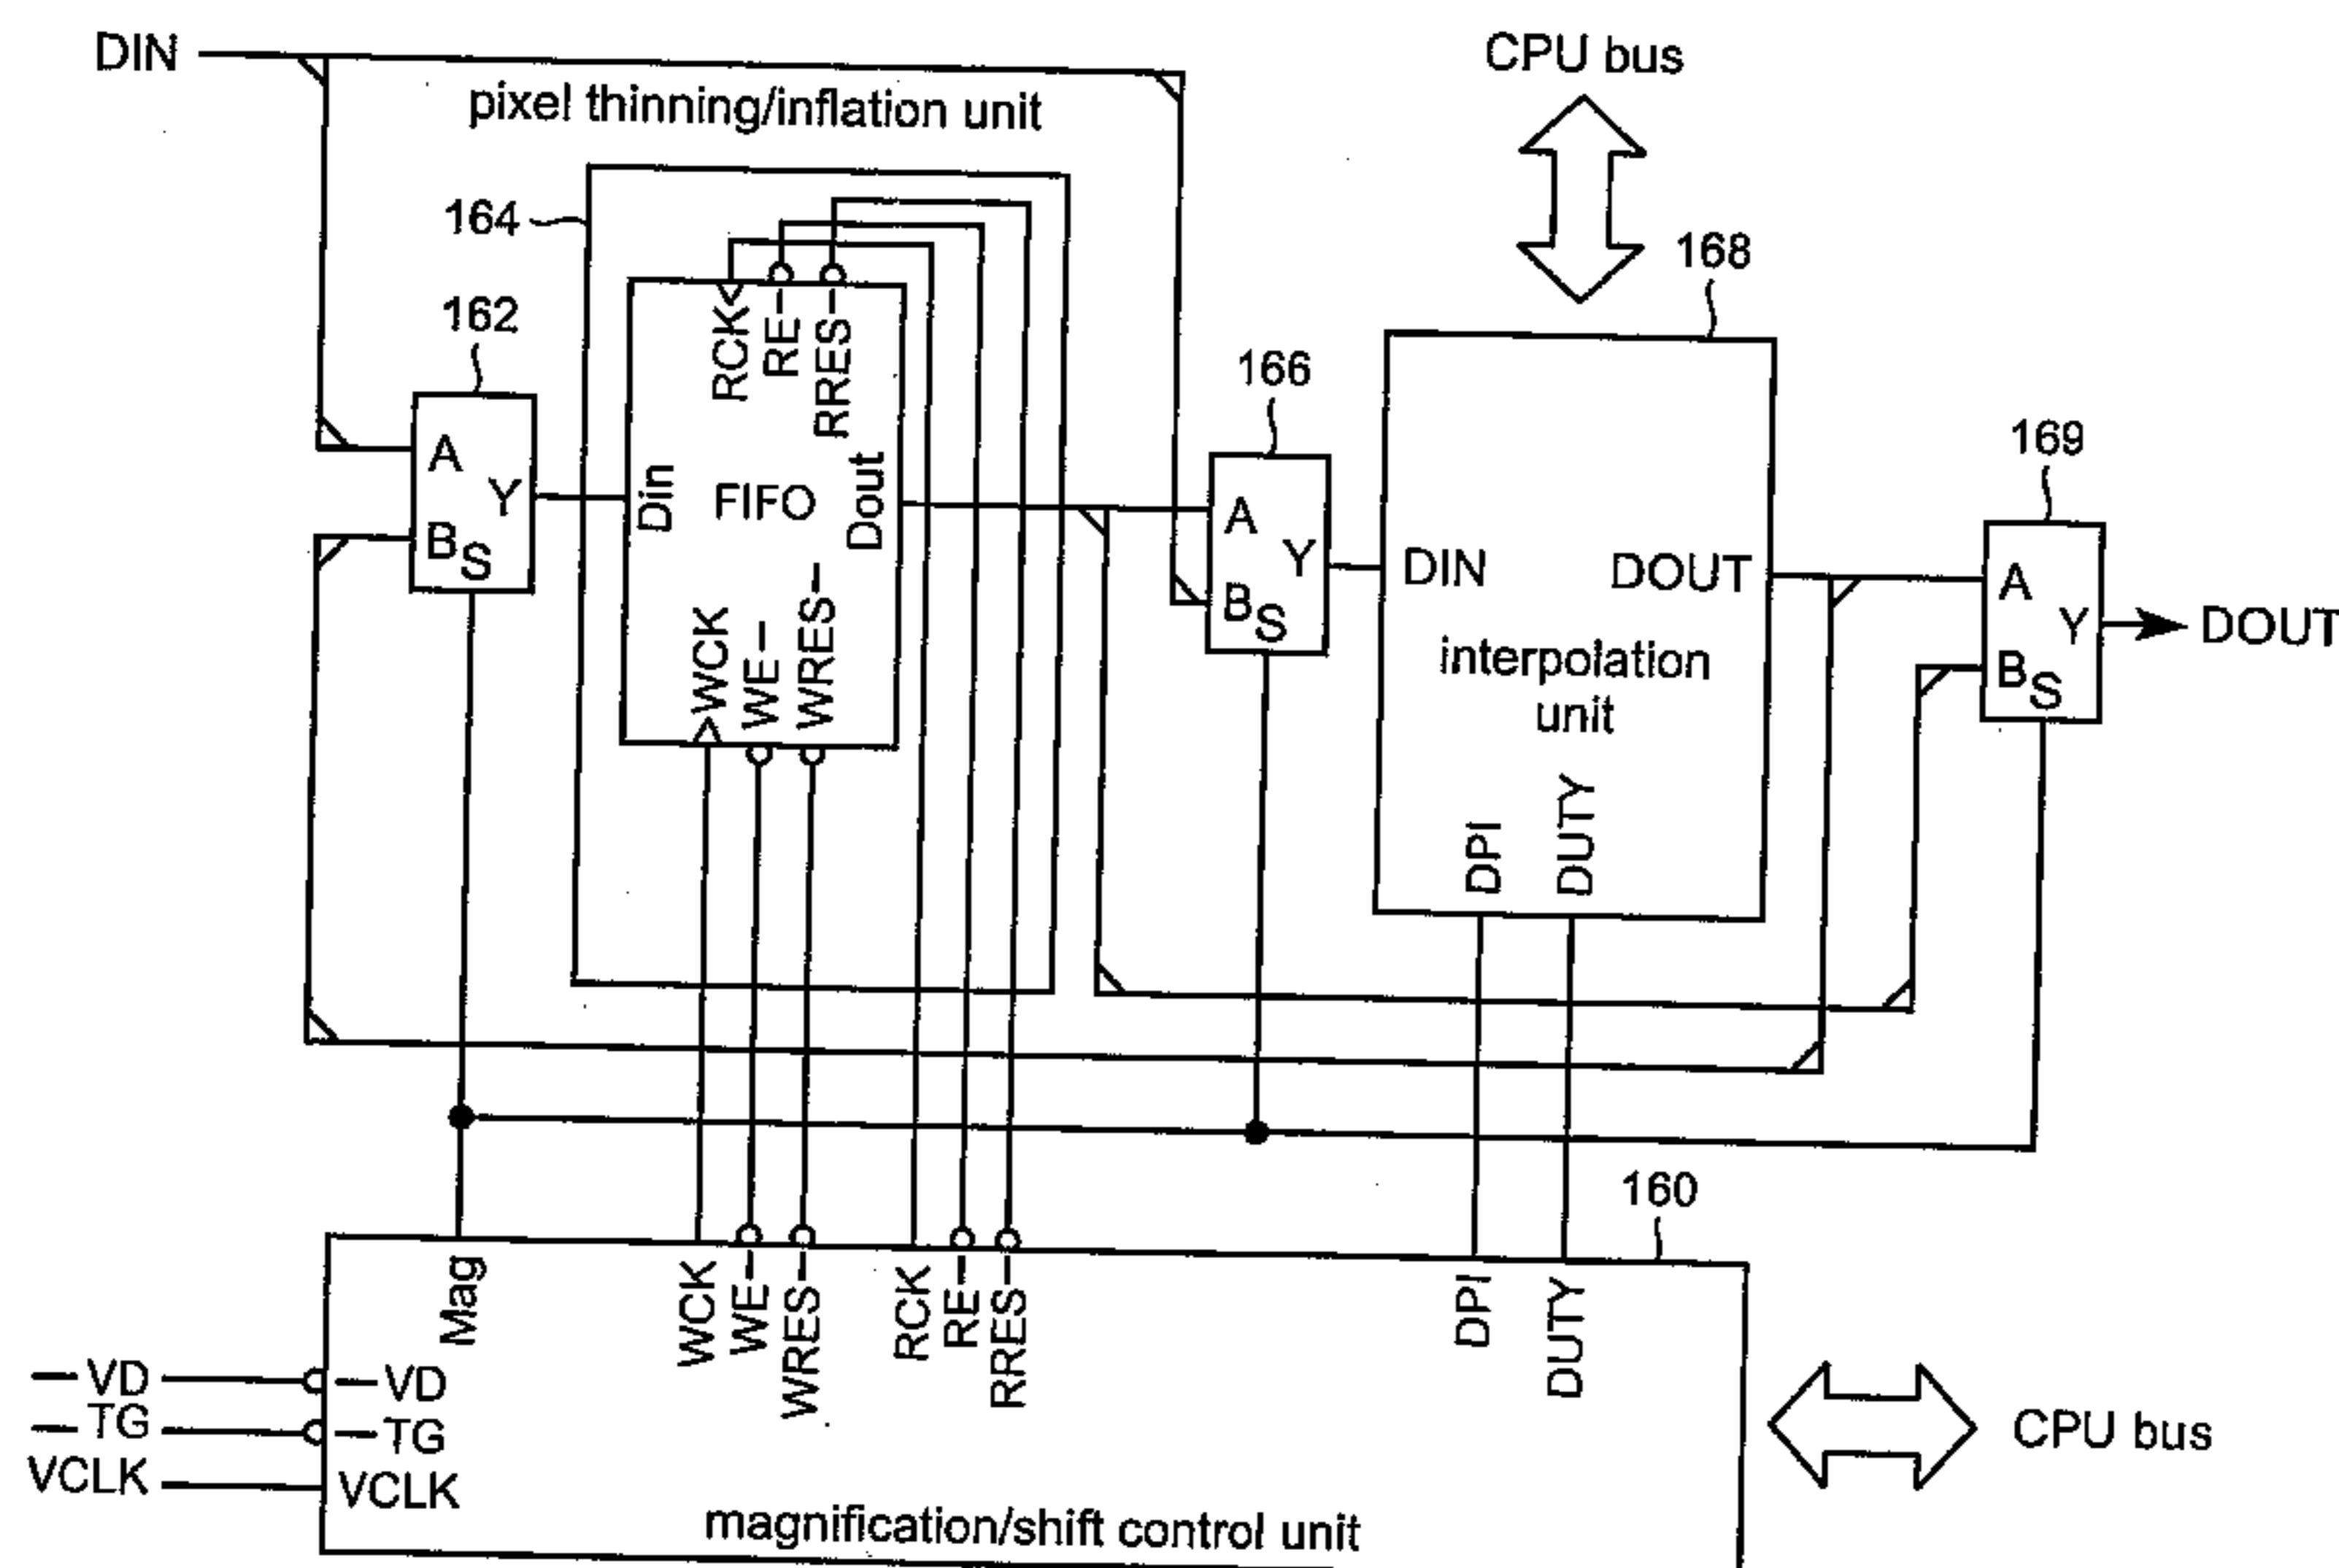 DIN
CPU bus
pixel thinning/inflation unit
164
168
162
RCK
RE—
RRES—
166
169
A
Y
B
S
Din
FIFO
Dout
WCK
WE—
WRES—
A
Y
B
S
DIN
DOUT
interpolation
unit
DPI
DUTY
A
Y
B
S
DOUT
160
Mag
WCK
WE—
WRES—
RCK
RE—
RRES—
DPI
DUTY
—VD
—VD
—TG
—TG
VCLK
VCLK
CPU bus
magnification/shift control unit